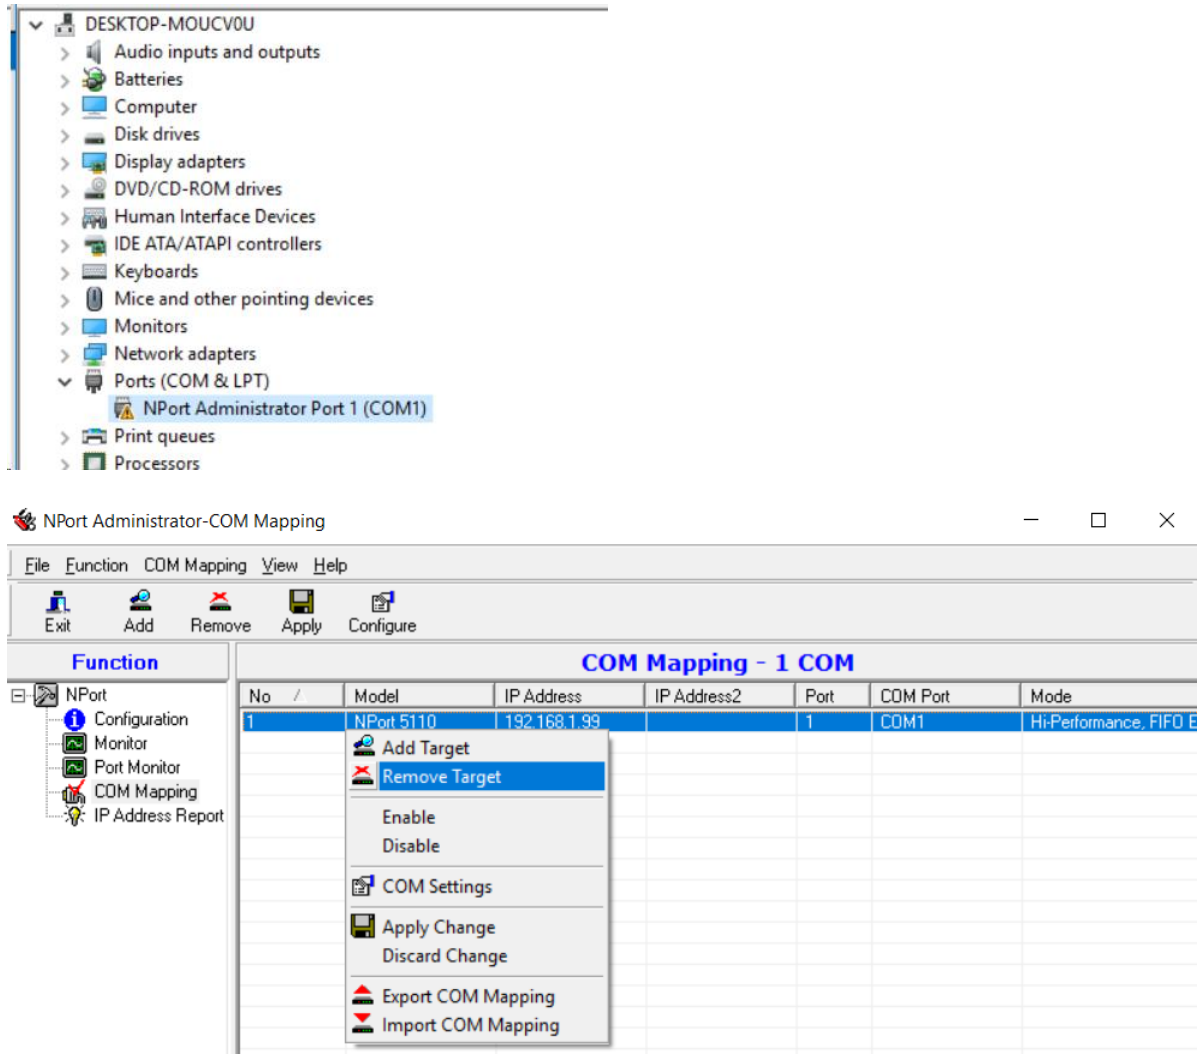 DESKTOP-MOUCV0U
Audio inputs and outputs
Batteries
Computer
Disk drives
Display adapters
DVD/CD-ROM drives
Human Interface Devices
IDE ATA/ATAPI controllers
Keyboards
Mice and other pointing devices
Monitors
Network adapters
Ports (COM & LPT)
NPort Administrator Port 1 (COM1)
Print queues
Processors
NPort Administrator-COM Mapping
File Function COM Mapping View Help
Exit Add Remove Apply Configure
Function
COM Mapping - 1 COM
NPort
Configuration
Monitor
Port Monitor
COM Mapping
IP Address Report
No / Model IP Address IP Address2 Port COM Port Mode
1 NPort 5110 192.168.1.99 1 COM1 Hi-Performance, FIFO E
Add Target
Remove Target
Enable
Disable
COM Settings
Apply Change
Discard Change
Export COM Mapping
Import COM Mapping